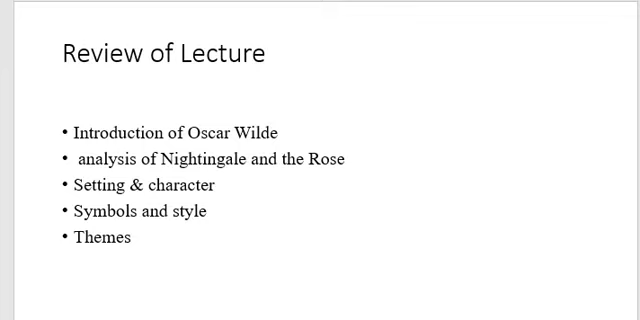 Review of Lecture
• Introduction of Oscar Wilde
• analysis of Nightingale and the Rose
• Setting & character
• Symbols and style
• Themes